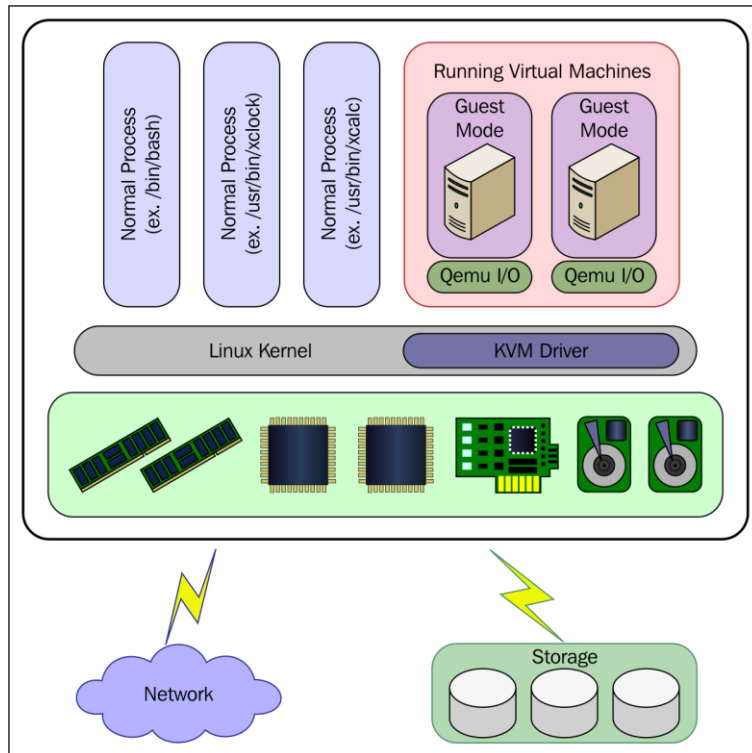 Normal Process
(ex. /bin/bash)
Normal Process
(ex. /usr/bin/xclock)
Normal Process
(ex. /usr/bin/xcalc)
Running Virtual Machines
Guest
Mode
Qemu I/O
Guest
Mode
Qemu I/O
Linux Kernel
KVM Driver
Network
Storage